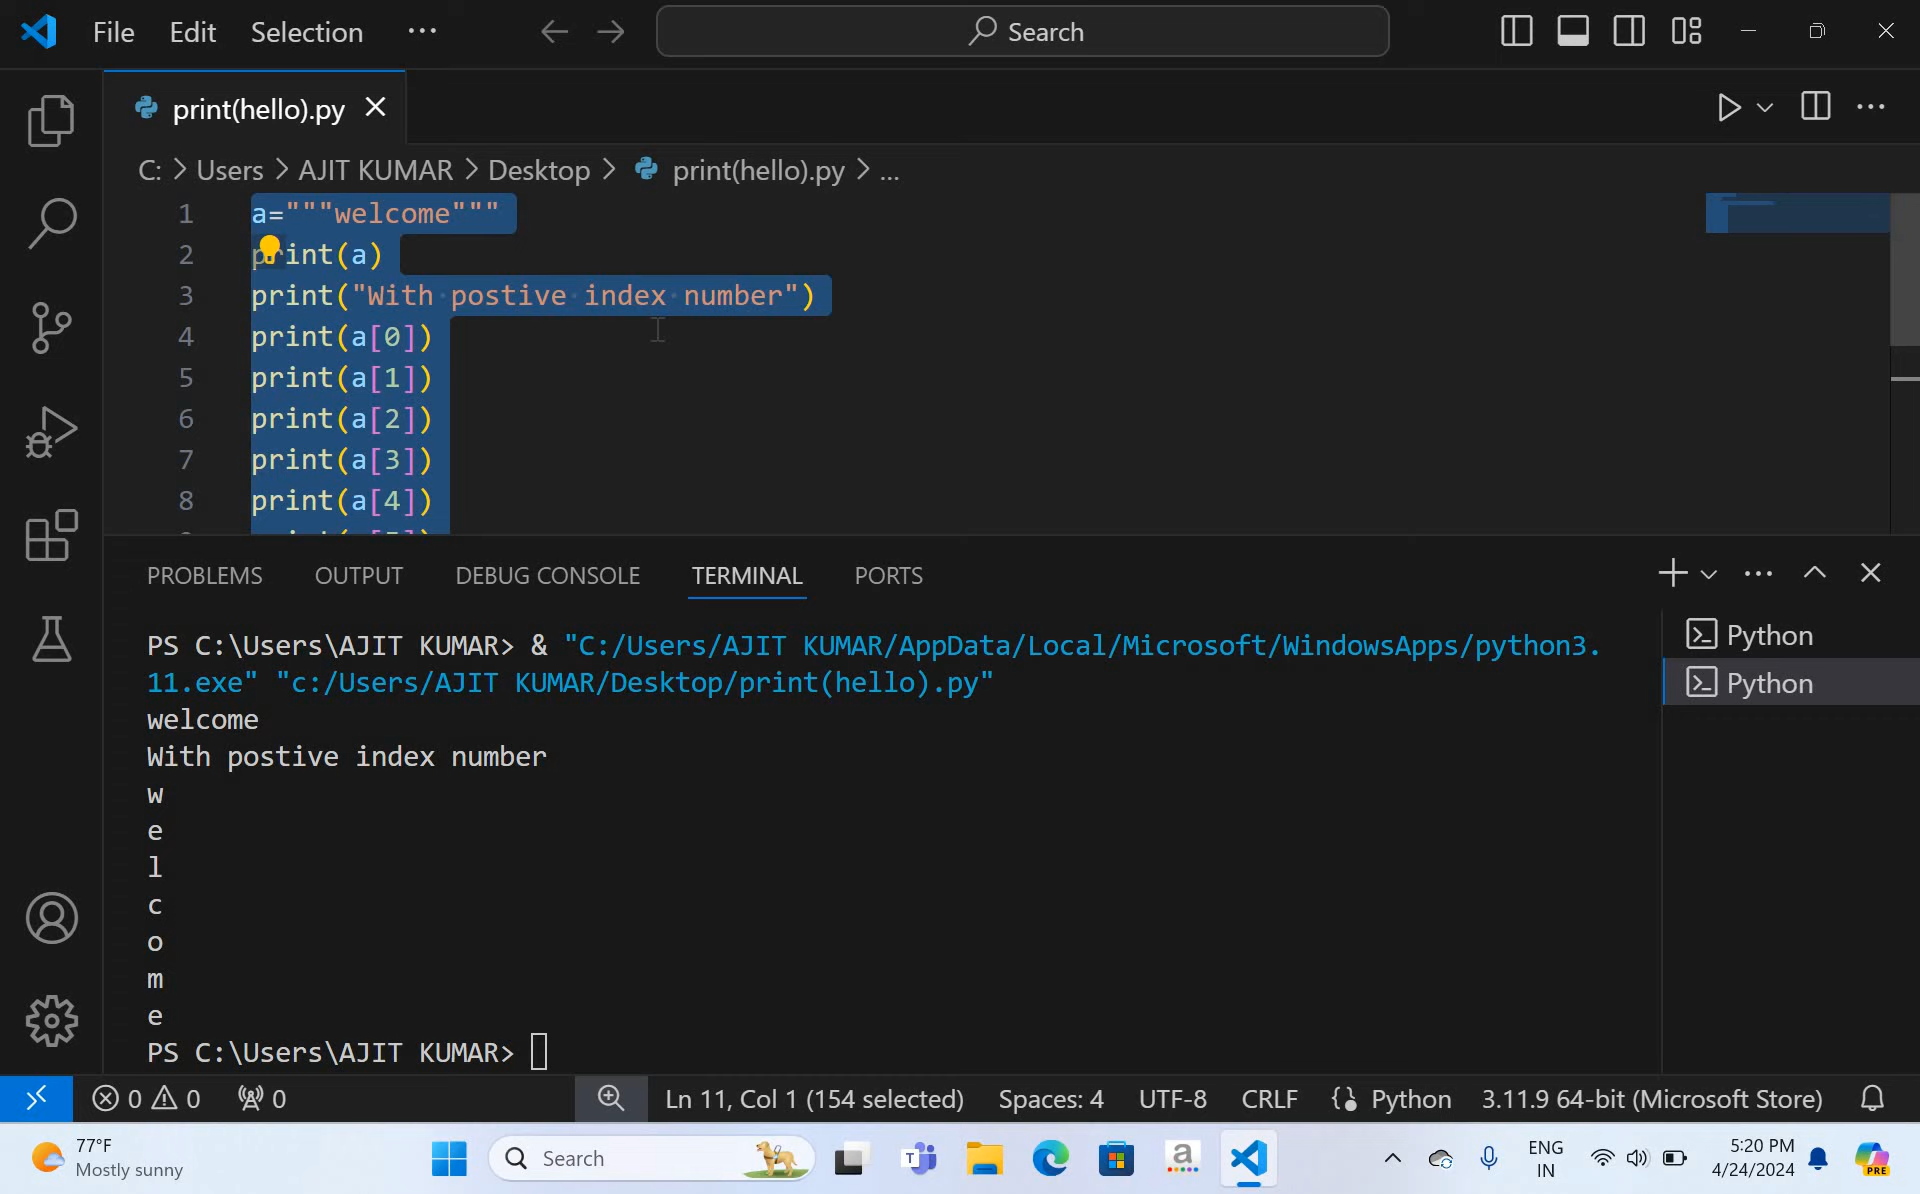 File Edit Selection ···
Search
print(hello).py
C: > Users > AJIT KUMAR > Desktop > print(hello).py > ...
1 a="""welcome"""
2 print(a)
3 print("With postive index number")
4 print(a[0])
5 print(a[1])
6 print(a[2])
7 print(a[3])
8 print(a[4])
PROBLEMS OUTPUT DEBUG CONSOLE TERMINAL PORTS
PS C:\Users\AJIT KUMAR> & "C:/Users/AJIT KUMAR/AppData/Local/Microsoft/WindowsApps/python3.
11.exe" "c:/Users/AJIT KUMAR/Desktop/print(hello).py"
welcome
With postive index number
w
e
l
c
o
m
e
PS C:\Users\AJIT KUMAR>
Python
Python
0 0 0 Ln 11, Col 1 (154 selected) Spaces: 4 UTF-8 CRLF Python 3.11.9 64-bit (Microsoft Store)
77°F
Mostly sunny
Search
ENG
IN
5:20 PM
4/24/2024
PRE